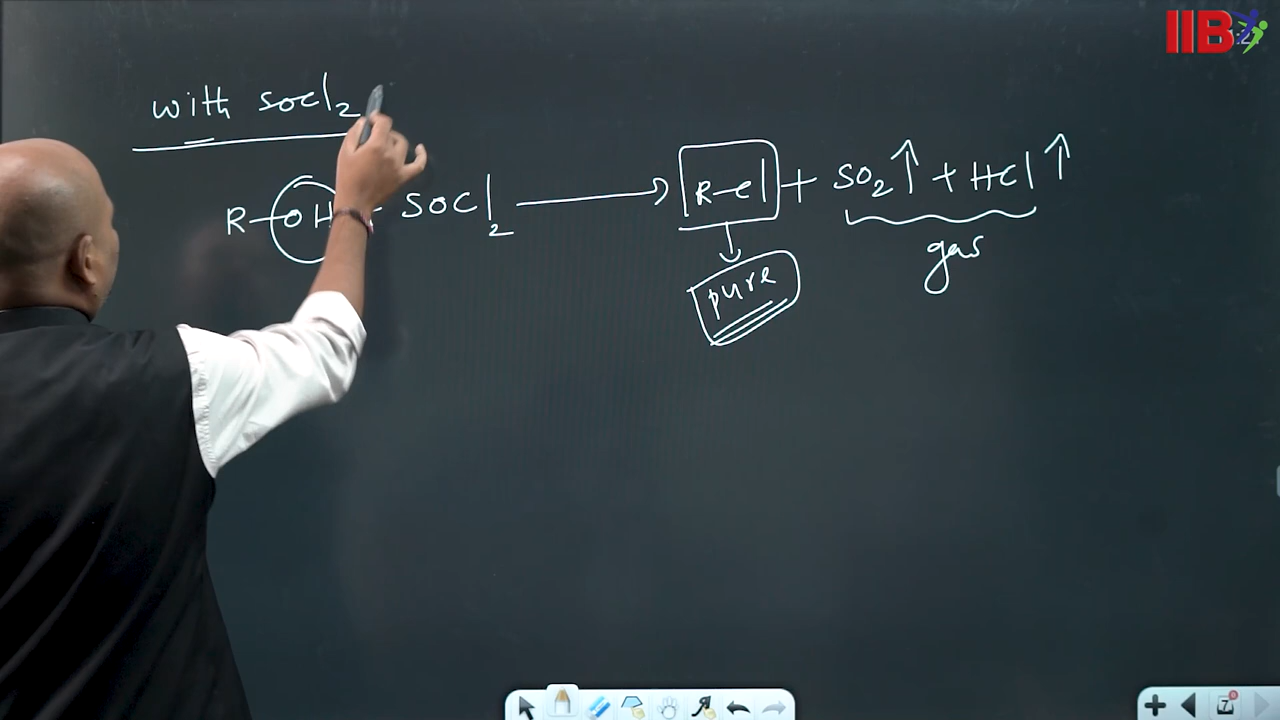 IIB
with SOCl2
R-OH + SOCl2 → R-Cl + SO2↑ + HCl↑
gas
pure